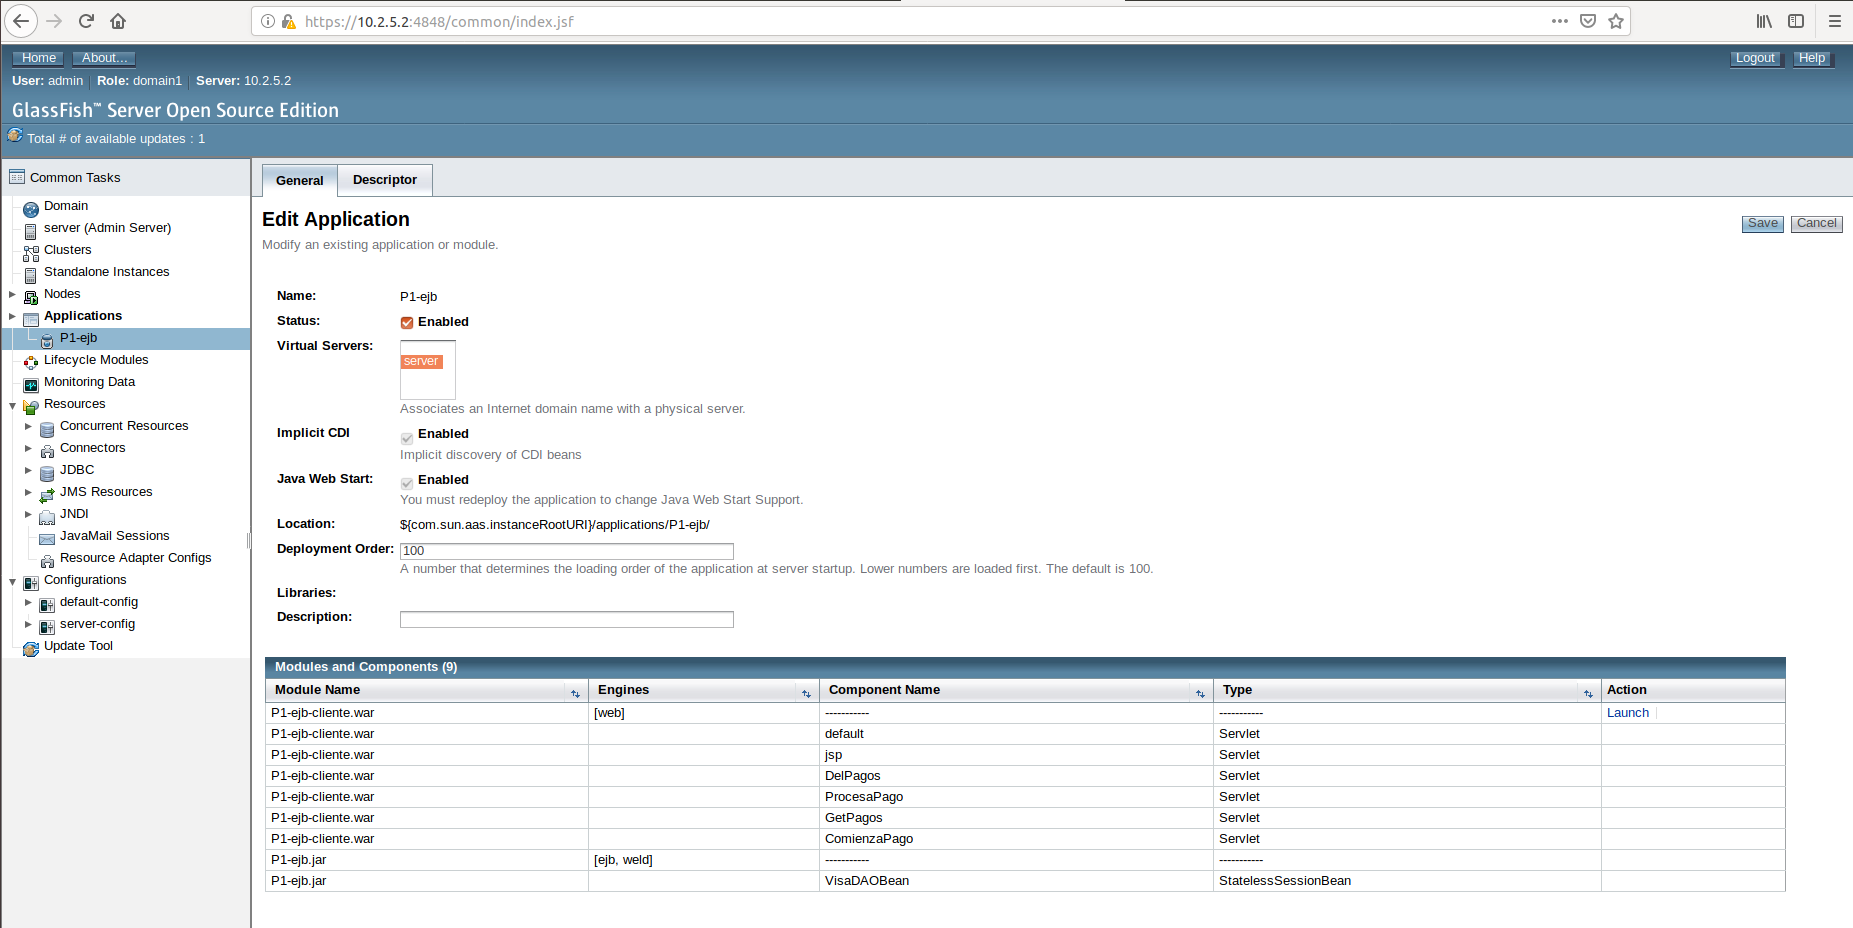 https://10.2.5.2:4848/common/index.jsf
Home About...
Logout Help
User: admin Role: domain1 Server: 10.2.5.2
GlassFish™ Server Open Source Edition
Total # of available updates : 1
Common Tasks
Domain
server (Admin Server)
Clusters
Standalone Instances
Nodes
Applications
P1-ejb
Lifecycle Modules
Monitoring Data
Resources
Concurrent Resources
Connectors
JDBC
JMS Resources
JNDI
JavaMail Sessions
Resource Adapter Configs
Configurations
default-config
server-config
Update Tool
General Descriptor
Edit Application
Save Cancel
Modify an existing application or module.
Name: P1-ejb
Status: Enabled
Virtual Servers: server
Associates an Internet domain name with a physical server.
Implicit CDI Enabled
Implicit discovery of CDI beans
Java Web Start: Enabled
You must redeploy the application to change Java Web Start Support.
Location: ${com.sun.aas.instanceRootURI}/applications/P1-ejb/
Deployment Order: 100
A number that determines the loading order of the application at server startup. Lower numbers are loaded first. The default is 100.
Libraries:
Description:
Modules and Components (9)
Module Name Engines Component Name Type Action
P1-ejb-cliente.war [web] ----------- ----------- Launch
P1-ejb-cliente.war default Servlet
P1-ejb-cliente.war jsp Servlet
P1-ejb-cliente.war DelPagos Servlet
P1-ejb-cliente.war ProcesaPago Servlet
P1-ejb-cliente.war GetPagos Servlet
P1-ejb-cliente.war ComienzaPago Servlet
P1-ejb.jar [ejb, weld] ----------- -----------
P1-ejb.jar VisaDAOBean StatelessSessionBean